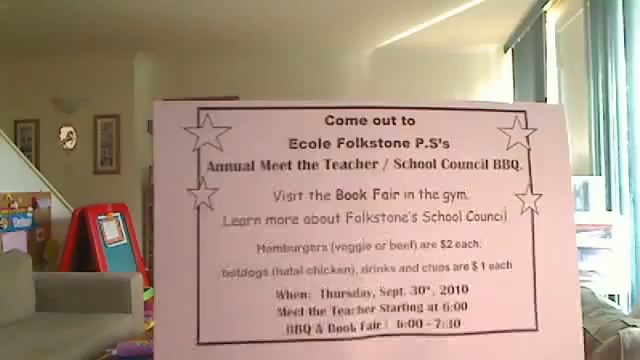 Come out to
Ecole Folkstone P.S's
Annual Meet the Teacher / School Council BBQ.
Visit the Book Fair in the gym.
Learn more about Folkstone's School Council
Hamburgers (veggie or beef) are $2 each.
hotdogs (halal chicken), drinks and chips are $ 1 each
When: Thursday, Sept. 30th, 2010
Meet the Teacher Starting at 6:00
BBQ & Book Fair : 6:00 - 7:30